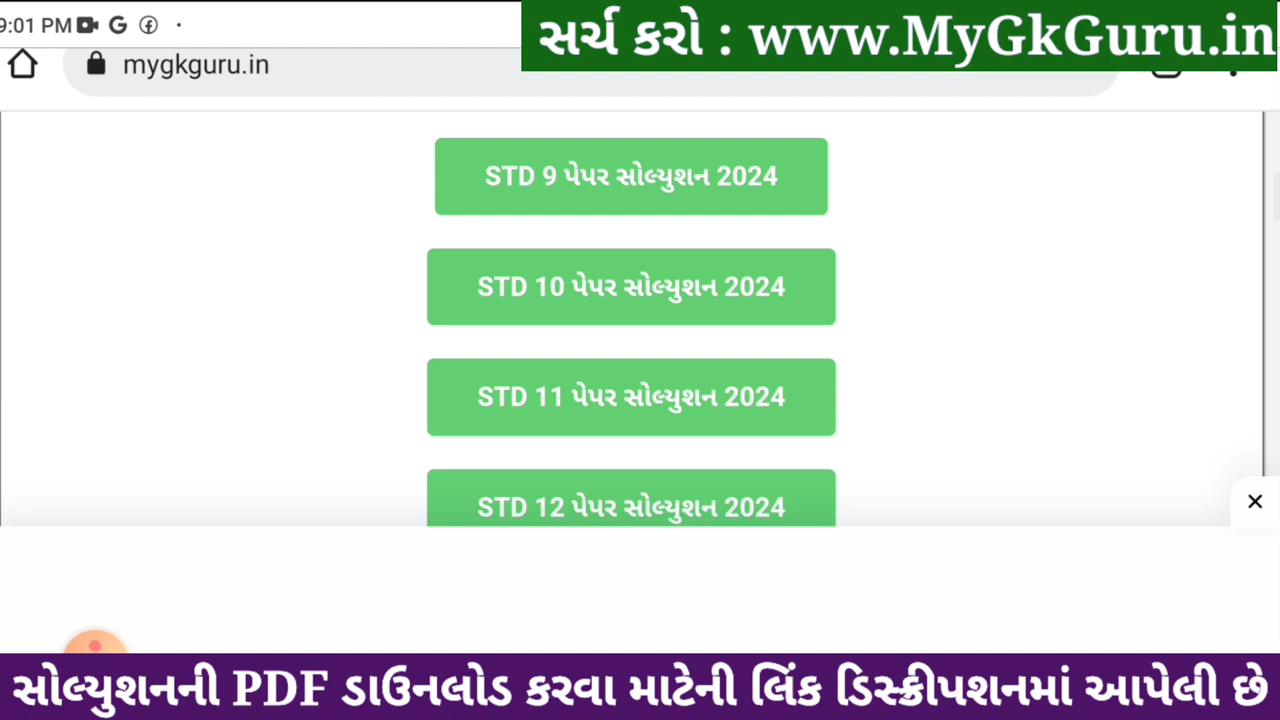 9:01 PM
સર્ચ કરો : www.MyGkGuru.in
mygkguru.in
STD 9 પેપર સોલ્યુશન 2024
STD 10 પેપર સોલ્યુશન 2024
STD 11 પેપર સોલ્યુશન 2024
STD 12 પેપર સોલ્યુશન 2024
સોલ્યુશનની PDF ડાઉનલોડ કરવા માટેની લિંક ડિસ્ક્રીપશનમાં આપેલી છે